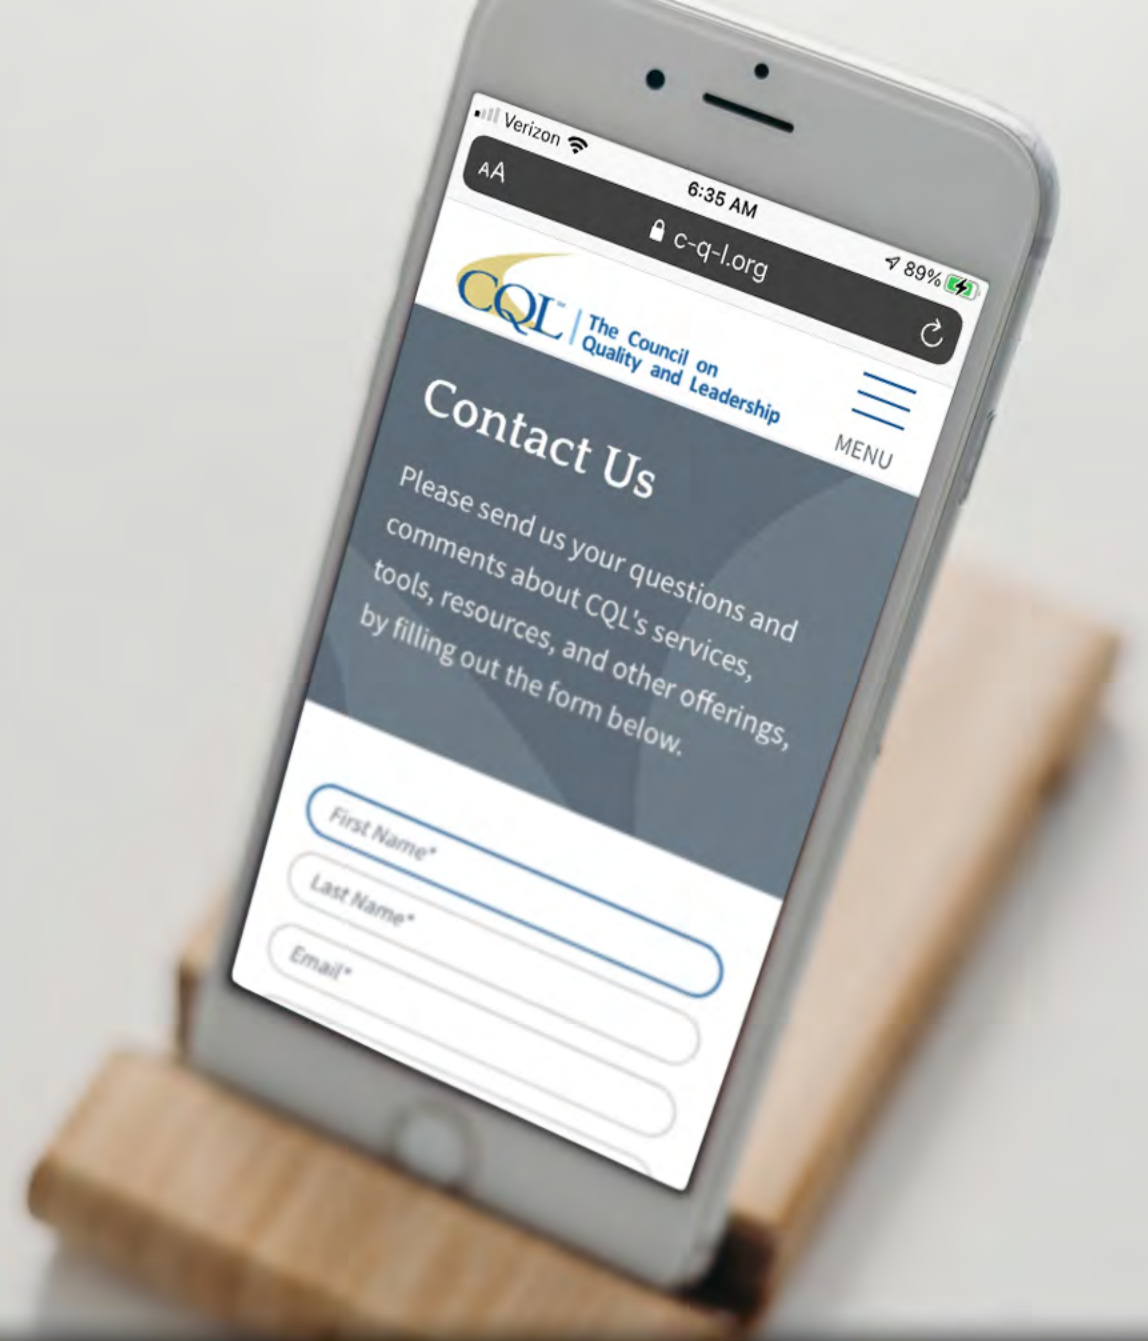 Verizon
6:35 AM
89%
AA
c-q-l.org
CQL™
The Council on
Quality and Leadership
MENU
Contact Us
Please send us your questions and
comments about CQL's services,
tools, resources, and other offerings,
by filling out the form below.
First Name*
Last Name*
Email*